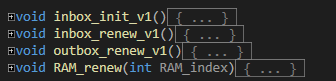 void inbox_init_v1(){ ... }
void inbox_renew_v1(){ ... }
void outbox_renew_v1(){ ... }
void RAM_renew(int RAM_index){ ... }